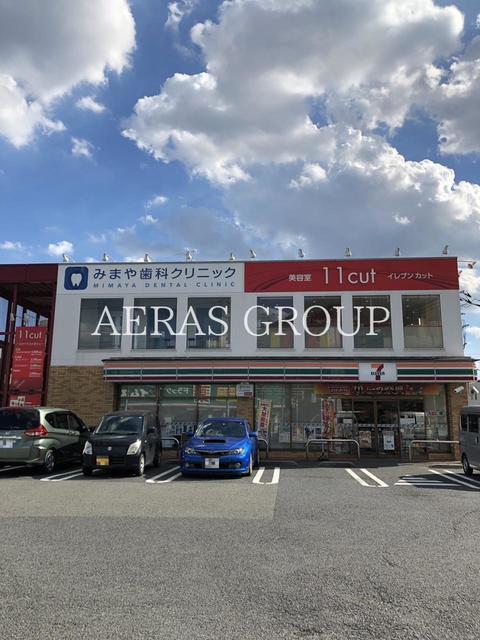 みまや歯科クリニック
MIMAYA DENTAL CLINIC
美容室 11cut イレブンカット
AERAS GROUP
11cut